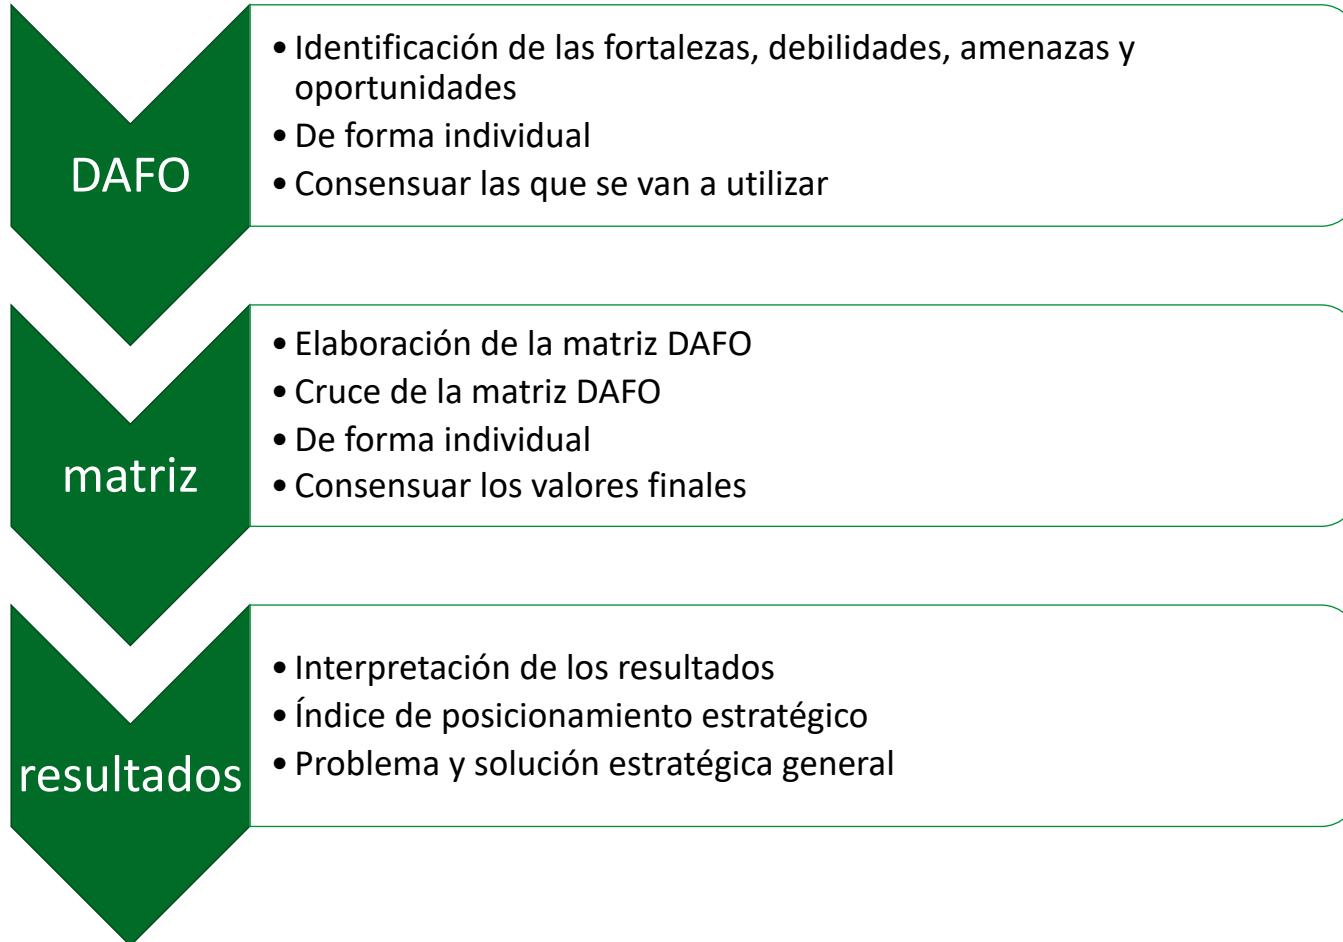 DAFO
• Identificación de las fortalezas, debilidades, amenazas y
oportunidades
• De forma individual
• Consensuar las que se van a utilizar
matriz
• Elaboración de la matriz DAFO
• Cruce de la matriz DAFO
• De forma individual
• Consensuar los valores finales
resultados
• Interpretación de los resultados
• Índice de posicionamiento estratégico
• Problema y solución estratégica general